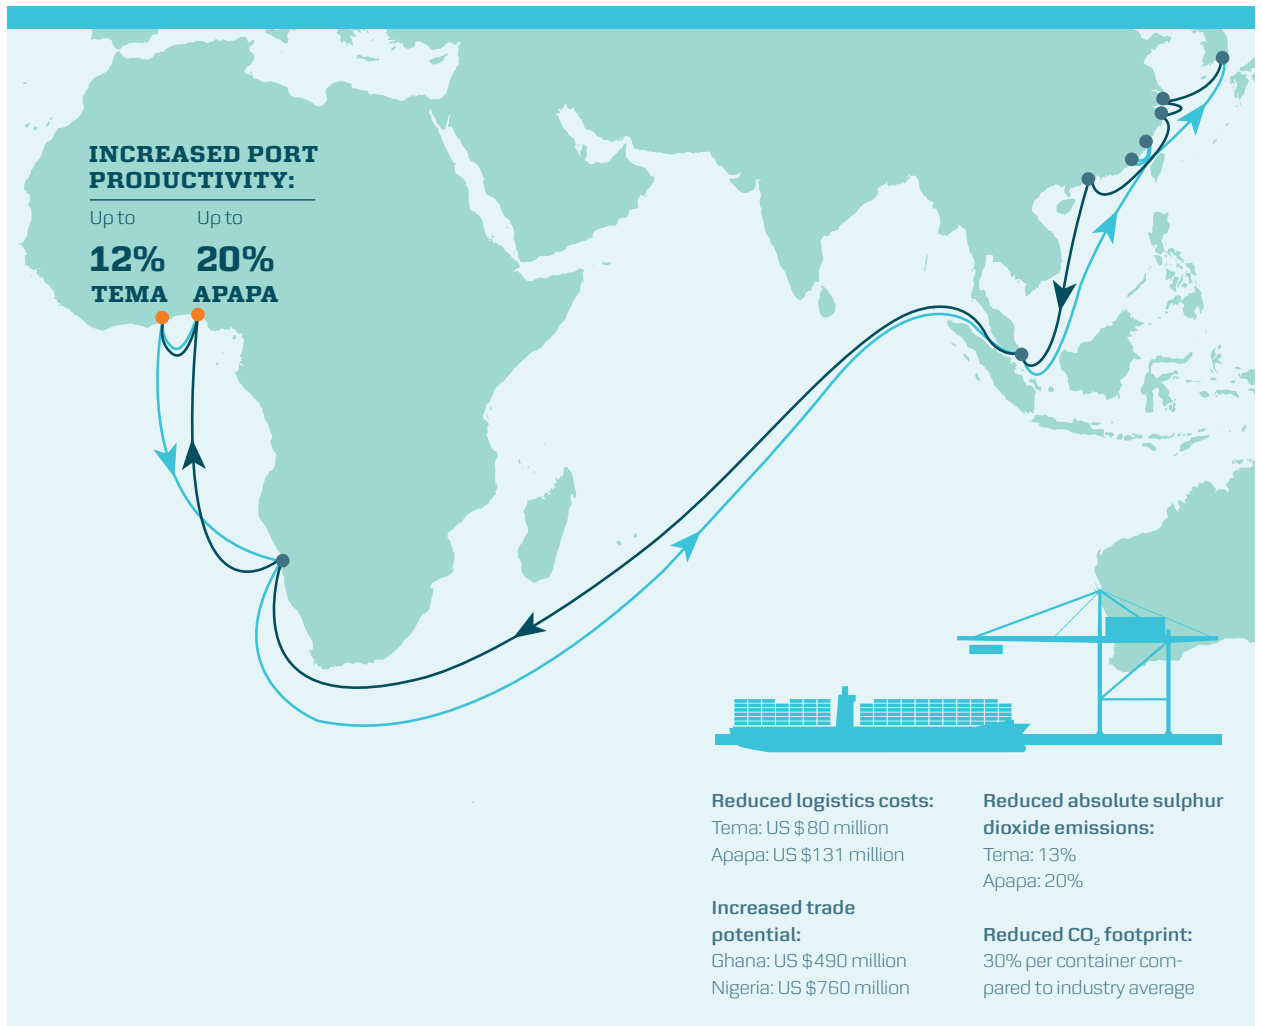 INCREASED PORT
PRODUCTIVITY:
Up to Up to
12% 20%
TEMA APAPA
Reduced logistics costs:
Tema: US $80 million
Apapa: US $131 million
Increased trade
potential:
Ghana: US $490 million
Nigeria: US $760 million
Reduced absolute sulphur
dioxide emissions:
Tema: 13%
Apapa: 20%
Reduced CO₂ footprint:
30% per container com-
pared to industry average